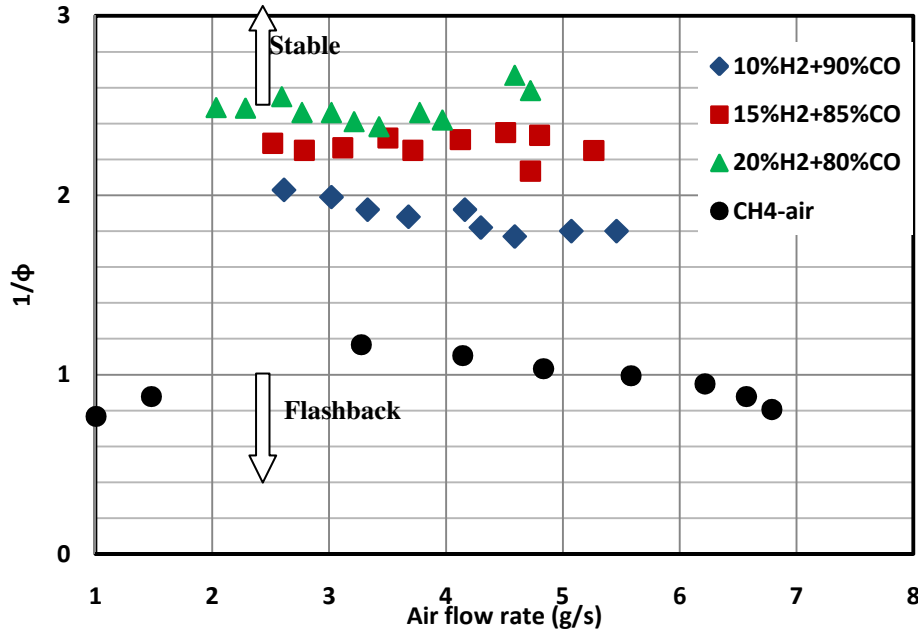 3
2
1
0
1/ф
Stable
Flashback
10%H2+90%CO
15%H2+85%CO
20%H2+80%CO
CH4-air
1 2 3 4 5 6 7 8
Air flow rate (g/s)